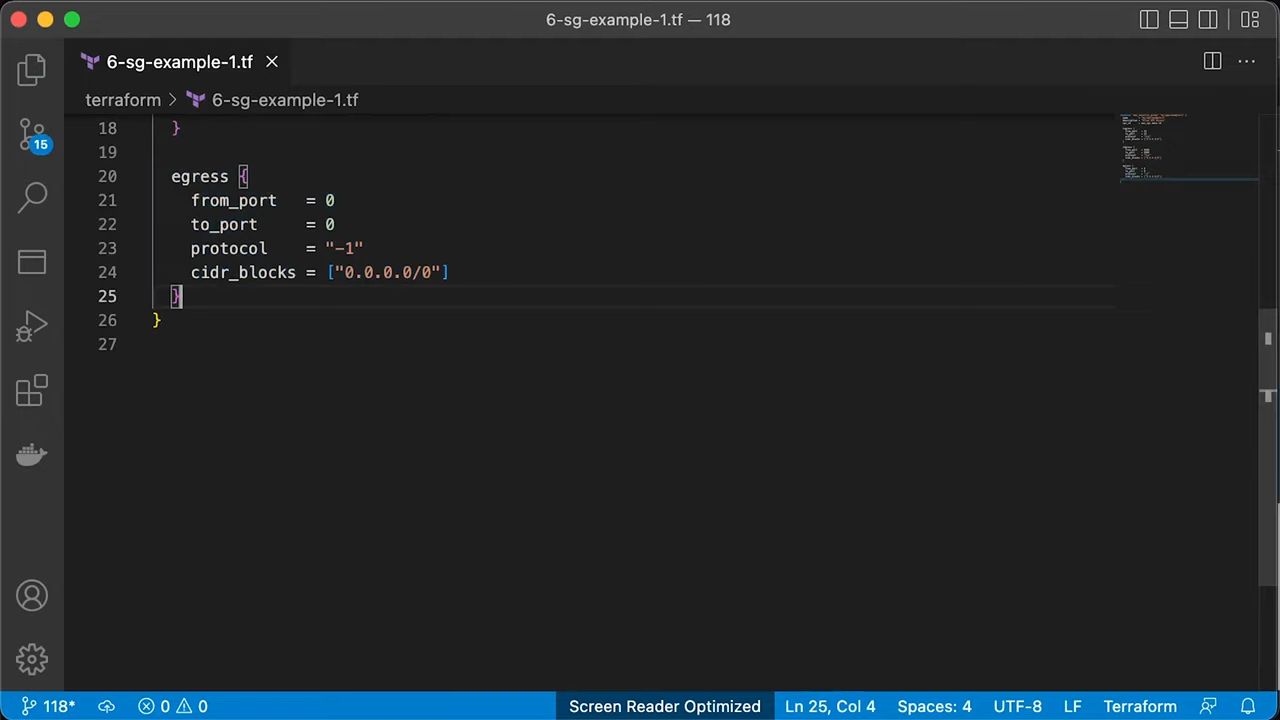 6-sg-example-1.tf — 118
6-sg-example-1.tf
terraform > 6-sg-example-1.tf
18 }
19
20 egress {
21 from_port = 0
22 to_port = 0
23 protocol = "-1"
24 cidr_blocks = ["0.0.0.0/0"]
25 }
26 }
27
15
118* 0 0 Screen Reader Optimized Ln 25, Col 4 Spaces: 4 UTF-8 LF Terraform